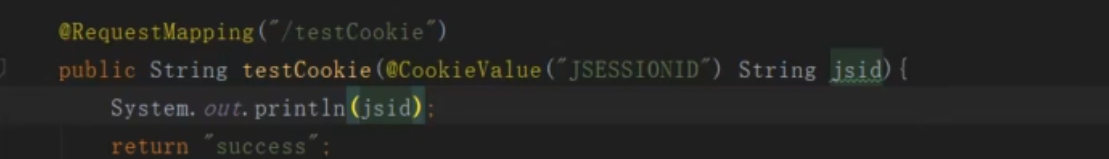 @RequestMapping("/testCookie")
public String testCookie(@CookieValue("JSESSIONID") String jsid){
System.out.println(jsid);
return "success";